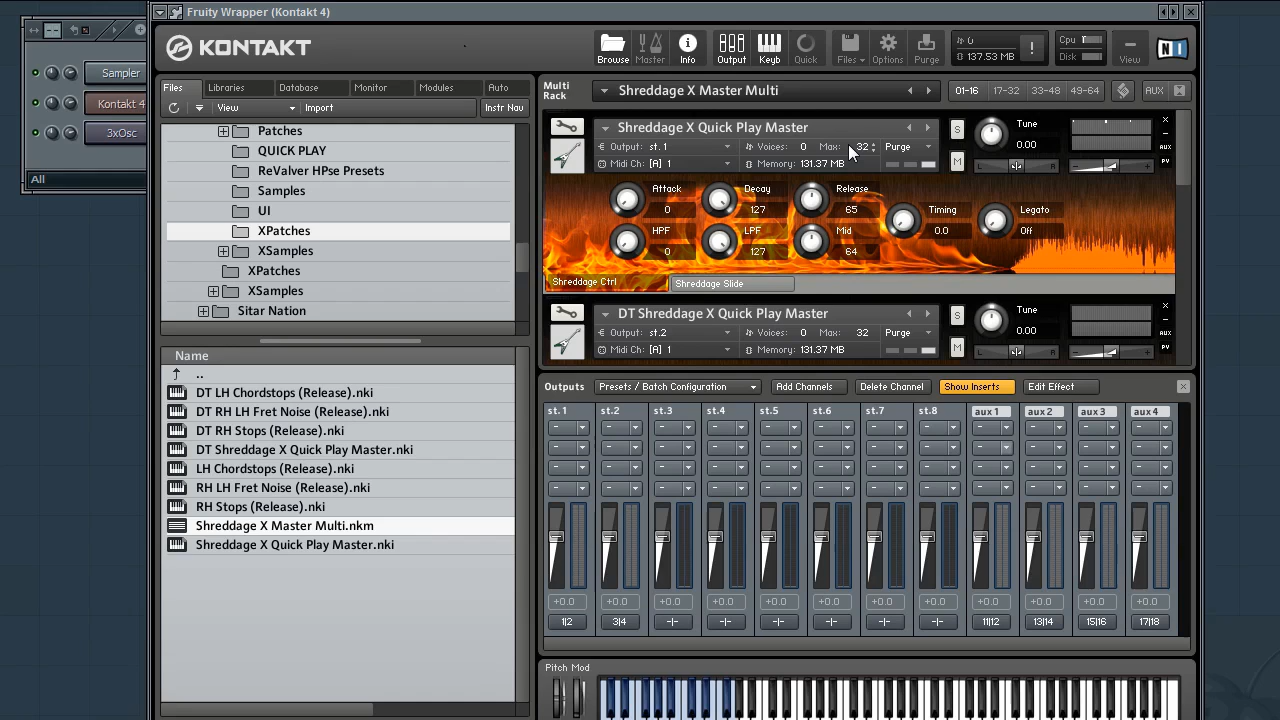 Fruity Wrapper (Kontakt 4)
KONTAKT
Browse Master Info Output Keyb Quick Files Options Purge
0
137.53 MB
!
Cpu
Disk
View
NI
Sampler
Kontakt 4
3xOsc
All
Files Libraries Database Monitor Modules Auto
View Import Instr Nav
Patches
QUICK PLAY
ReValver HPse Presets
Samples
UI
XPatches
XSamples
XPatches
XSamples
Sitar Nation
Name
..
DT LH Chordstops (Release).nki
DT RH LH Fret Noise (Release).nki
DT RH Stops (Release).nki
DT Shreddage X Quick Play Master.nki
LH Chordstops (Release).nki
RH LH Fret Noise (Release).nki
RH Stops (Release).nki
Shreddage X Master Multi.nkm
Shreddage X Quick Play Master.nki
Multi Rack
Shreddage X Master Multi
01-16 17-32 33-48 49-64 AUX
Shreddage X Quick Play Master
Output: st.1 Voices: 0 Max: 32 Purge
Midi Ch: [A] 1 Memory: 131.37 MB
S
M
Tune
0.00
L R
AUX
PV
Attack 0 Decay 127 Release 65
Timing 0.0 Legato Off
HPF 0 LPF 127 Mid 64
Shreddage Ctrl Shreddage Slide
DT Shreddage X Quick Play Master
Output: st.2 Voices: 0 Max: 32 Purge
Midi Ch: [A] 1 Memory: 131.37 MB
S
M
Tune
0.00
L R
AUX
PV
Outputs Presets / Batch Configuration Add Channels Delete Channel Show Inserts Edit Effect
st.1 st.2 st.3 st.4 st.5 st.6 st.7 st.8 aux1 aux2 aux3 aux4
+0.0 +0.0 +0.0 +0.0 +0.0 +0.0 +0.0 +0.0 +0.0 +0.0 +0.0 +0.0
1|2 3|4 -|- -|- -|- -|- -|- -|- 11|12 13|14 15|16 17|18
Pitch Mod